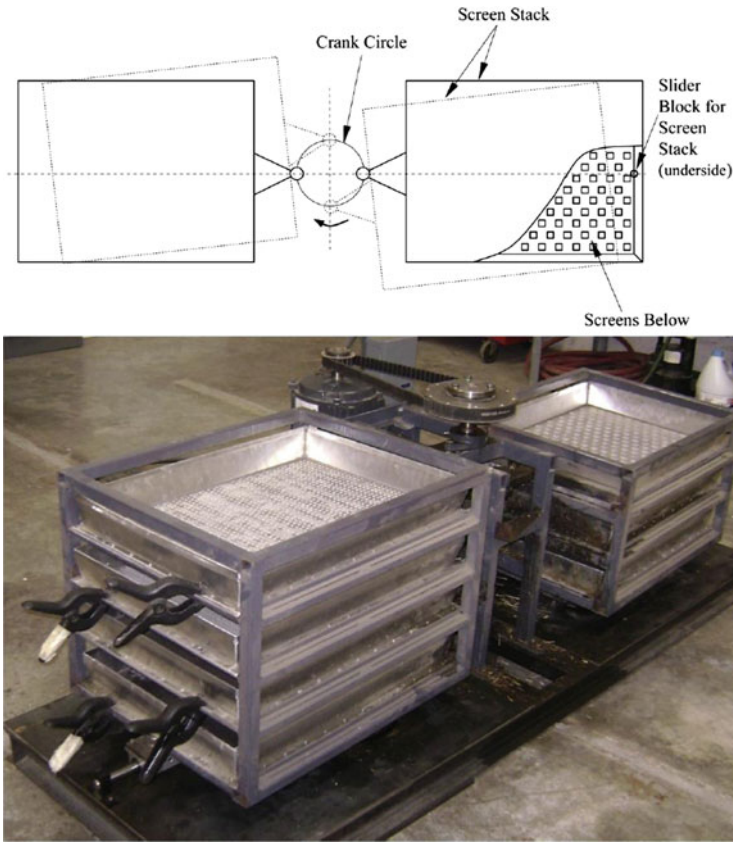 Screen Stack
Crank Circle
Slider
Block for
Screen
Stack
(underside)
Screens Below